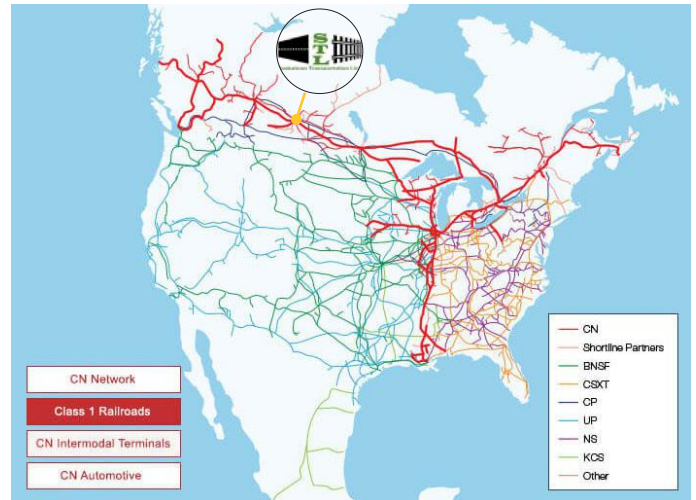 STL
Transportation
CN Network
Class 1 Railroads
CN Intermodal Terminals
CN Automotive
CN
Shortline Partners
BNSF
CSXT
CP
UP
NS
KCS
Other